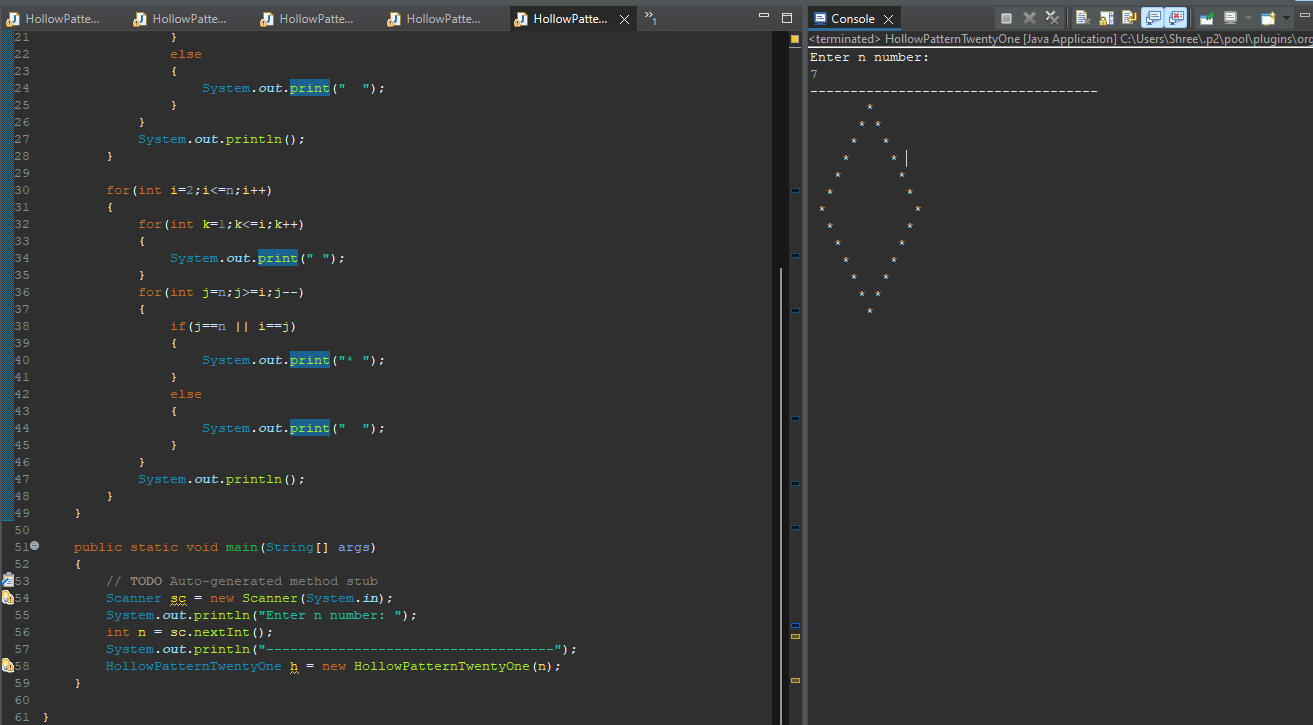 HollowPatte... HollowPatte... HollowPatte... HollowPatte... HollowPatte... »1
21 }
22 else
23 {
24 System.out.print("  ");
25 }
26 }
27 System.out.println();
28 }
29
30 for(int i=2;i<=n;i++)
31 {
32 for(int k=1;k<=i;k++)
33 {
34 System.out.print(" ");
35 }
36 for(int j=n;j>=i;j--)
37 {
38 if(j==n || i==j)
39 {
40 System.out.print("* ");
41 }
42 else
43 {
44 System.out.print("  ");
45 }
46 }
47 System.out.println();
48 }
49 }
50
51 public static void main(String[] args)
52 {
53 // TODO Auto-generated method stub
54 Scanner sc = new Scanner(System.in);
55 System.out.println("Enter n number: ");
56 int n = sc.nextInt();
57 System.out.println("------------------------------------");
58 HollowPatternTwentyOne h = new HollowPatternTwentyOne(n);
59 }
60
61 }
Console
<terminated> HollowPatternTwentyOne [Java Application] C:\Users\Shree\.p2\pool\plugins\org
Enter n number:
7
------------------------------------
       *
      * *
     *   *
    *     *
   *       *
  *         *
 *           *
  *         *
   *       *
    *     *
     *   *
      * *
       *